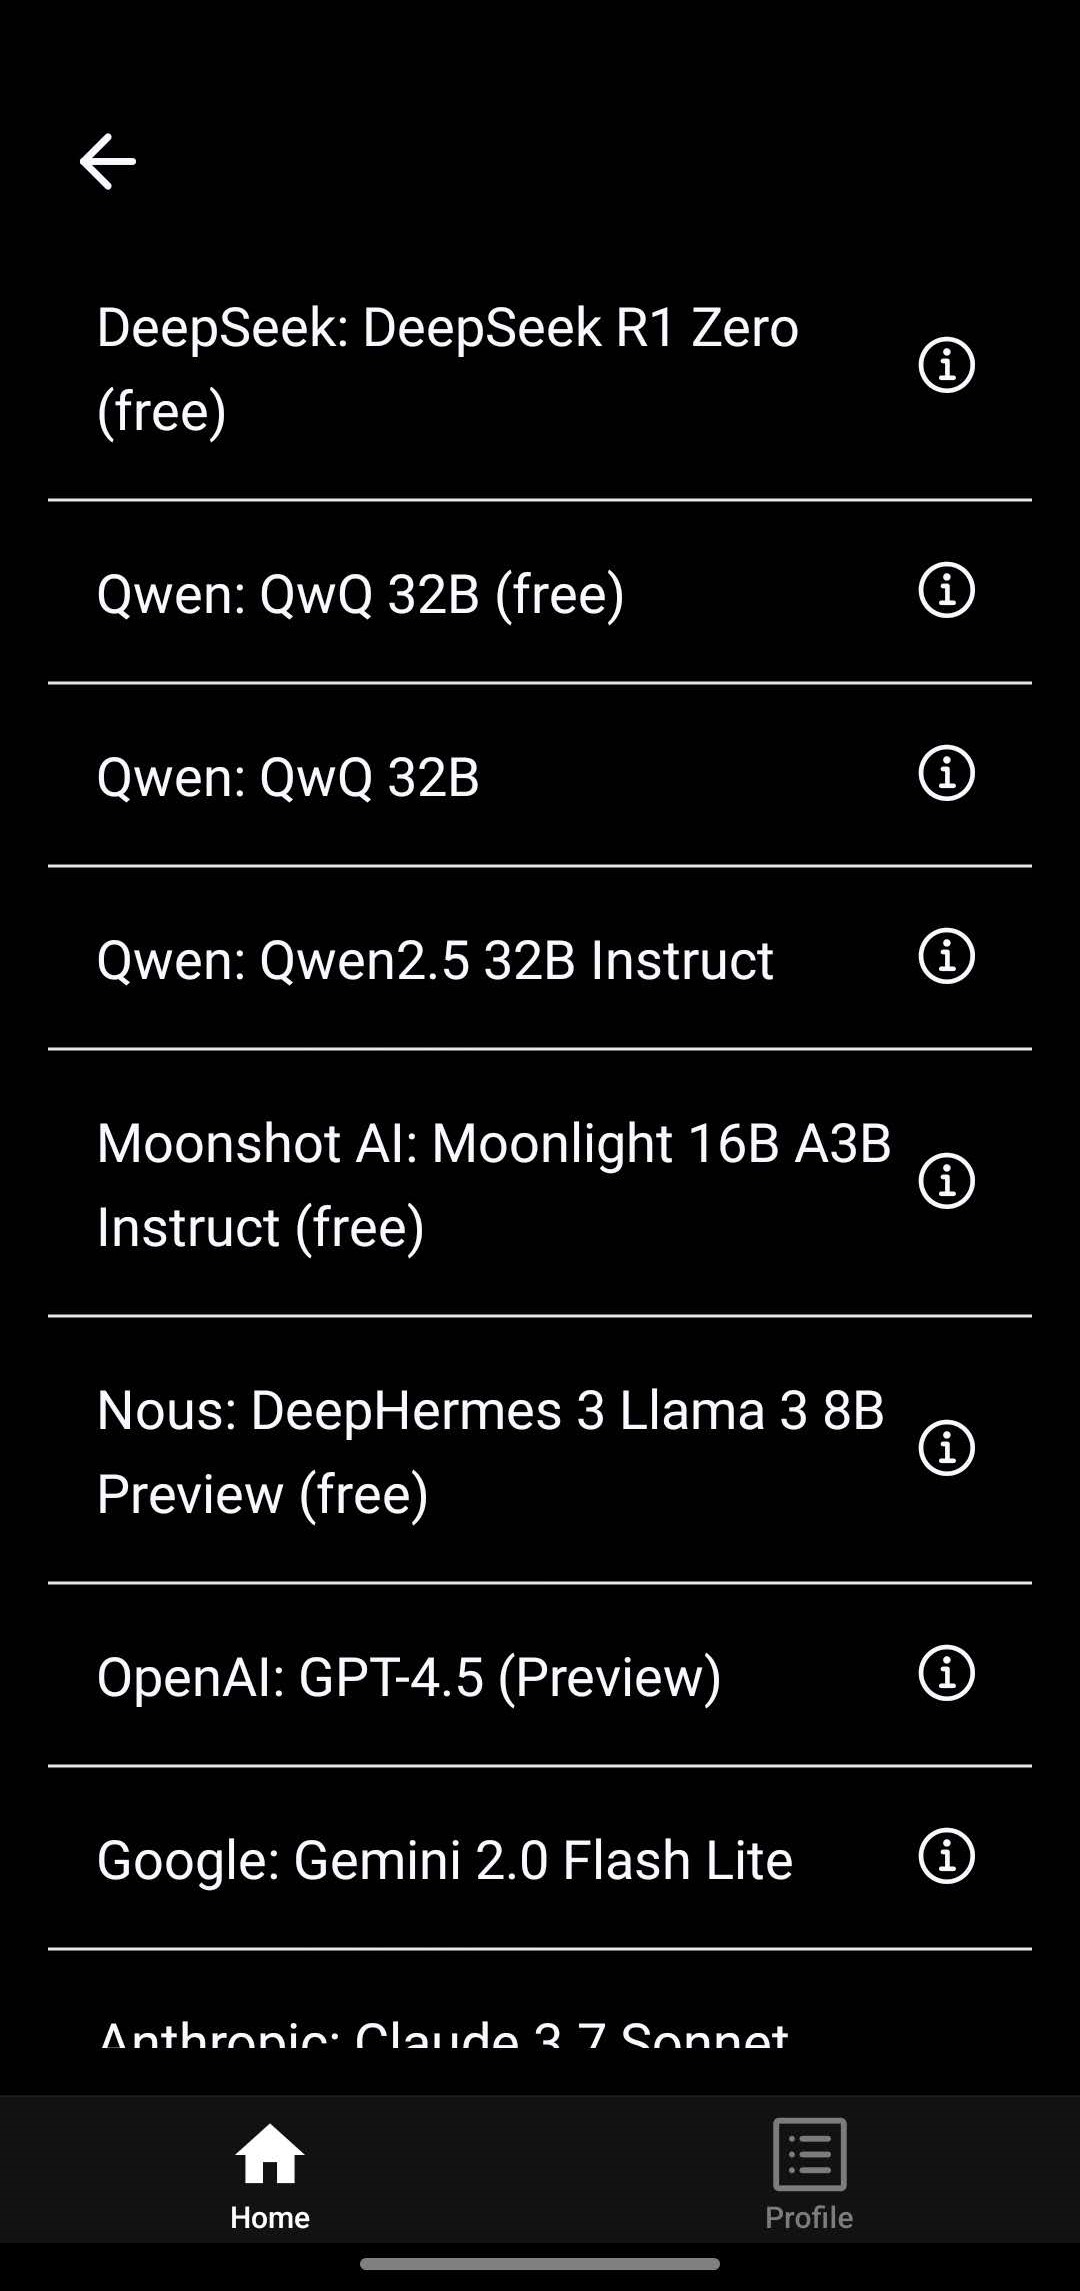 DeepSeek: DeepSeek R1 Zero
(free)
Qwen: QwQ 32B (free)
Qwen: QwQ 32B
Qwen: Qwen2.5 32B Instruct
Moonshot AI: Moonlight 16B A3B
Instruct (free)
Nous: DeepHermes 3 Llama 3 8B
Preview (free)
OpenAI: GPT-4.5 (Preview)
Google: Gemini 2.0 Flash Lite
Anthropic: Claude 3.7 Sonnet
Home
Profile